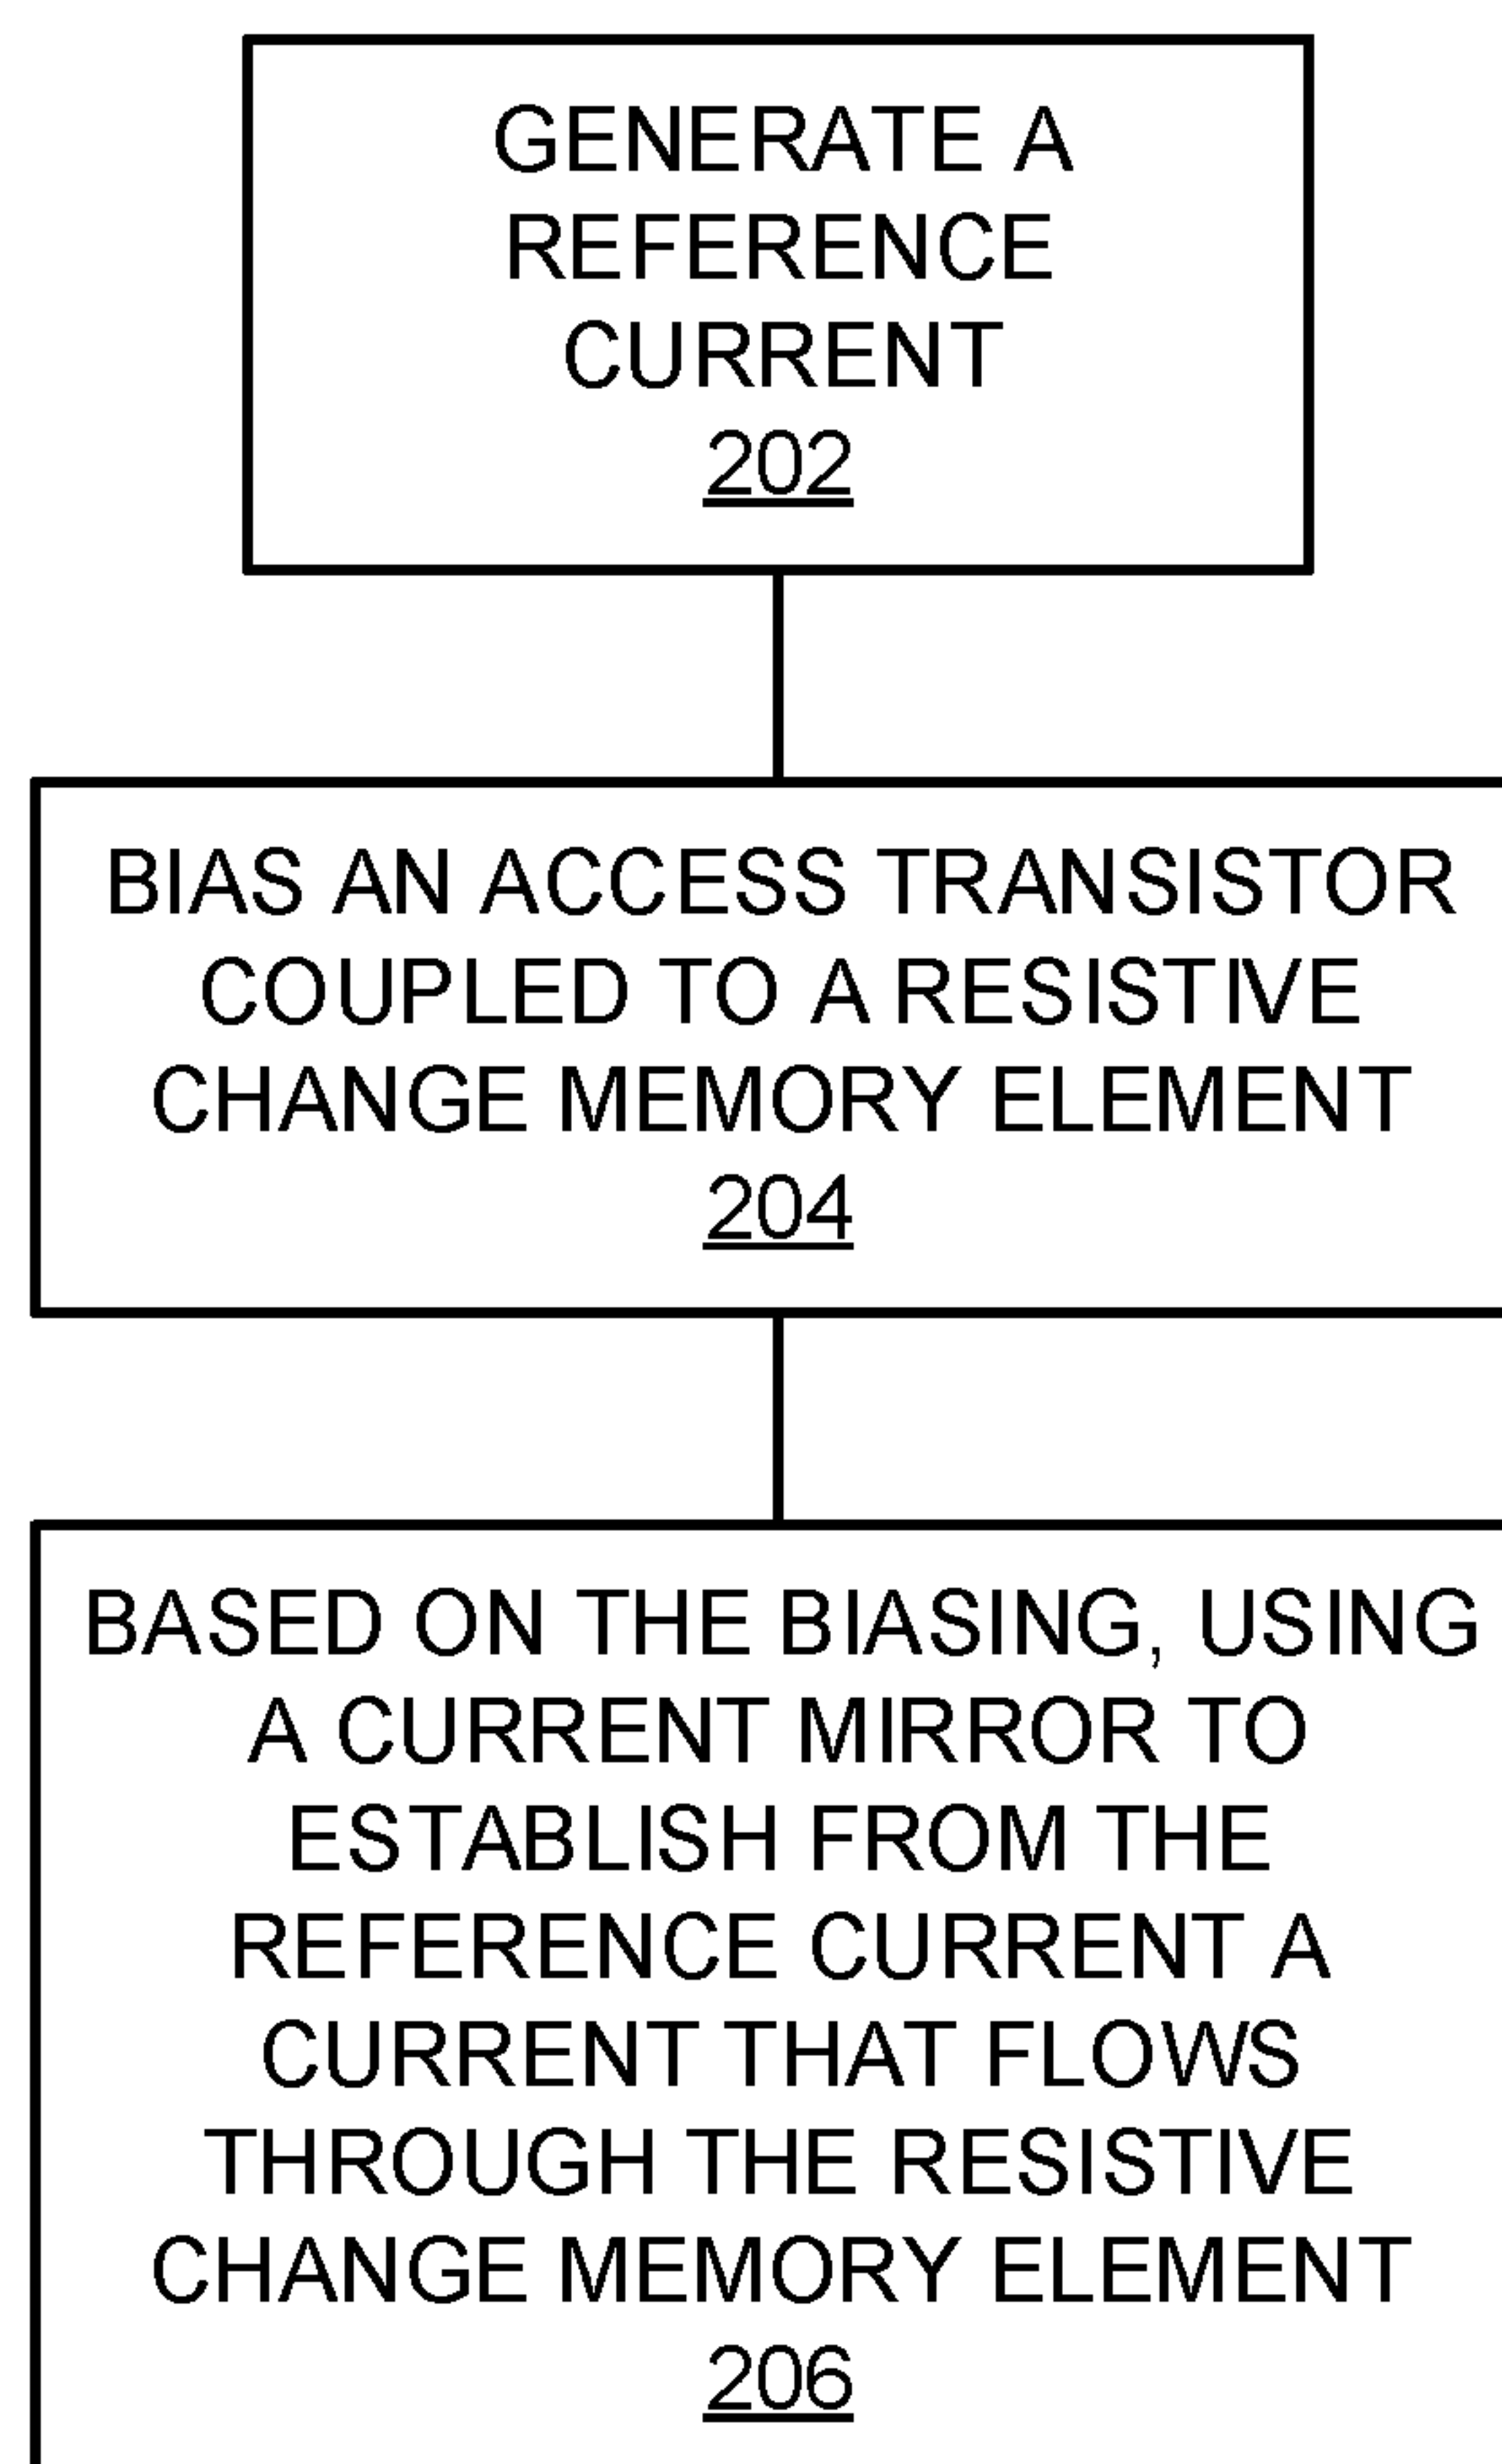 GENERATE A
REFERENCE
CURRENT
202
BIAS AN ACCESS TRANSISTOR
COUPLED TO A RESISTIVE
CHANGE MEMORY ELEMENT
204
BASED ON THE BIASING, USING
A CURRENT MIRROR TO
ESTABLISH FROM THE
REFERENCE CURRENT A
CURRENT THAT FLOWS
THROUGH THE RESISTIVE
CHANGE MEMORY ELEMENT
206